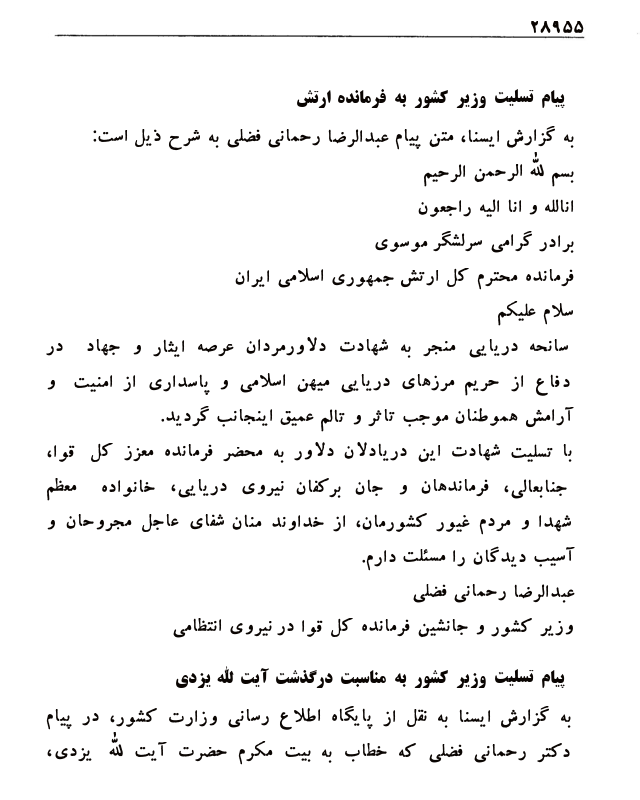 ۲۸۹۵۵
پیام تسلیت وزیر کشور به فرمانده ارتش
به گزارش ایسنا، متن پیام عبدالرضا رحمانی فضلی به شرح ذیل است:
بسم لله الرحمن الرحیم
انالله و انا الیه راجعون
برادر گرامی سرلشگر موسوی
فرمانده محترم کل ارتش جمهوری اسلامی ایران
سلام علیکم
سانحه دریایی منجر به شهادت دلاورمردان عرصه ایثار و جهاد در
دفاع از حریم مرزهای دریایی میهن اسلامی و پاسداری از امنیت و
آرامش هموطنان موجب تاثر و تالم عمیق اینجانب گردید.
با تسلیت شهادت این دریادلان دلاور به محضر فرمانده معزز کل قوا،
جنابعالی، فرماندهان و جان برکفان نیروی دریایی، خانواده معظم
شهدا و مردم غیور کشورمان، از خداوند منان شفای عاجل مجروحان و
آسیب دیدگان را مسئلت دارم.
عبدالرضا رحمانی فضلی
وزیر کشور و جانشین فرمانده کل قوا در نیروی انتظامی
پیام تسلیت وزیر کشور به مناسبت درگذشت آیت لله یزدی
به گزارش ایسنا به نقل از پایگاه اطلاع رسانی وزارت کشور، در پیام
دکتر رحمانی فضلی که خطاب به بیت مکرم حضرت آیت لله یزدی،